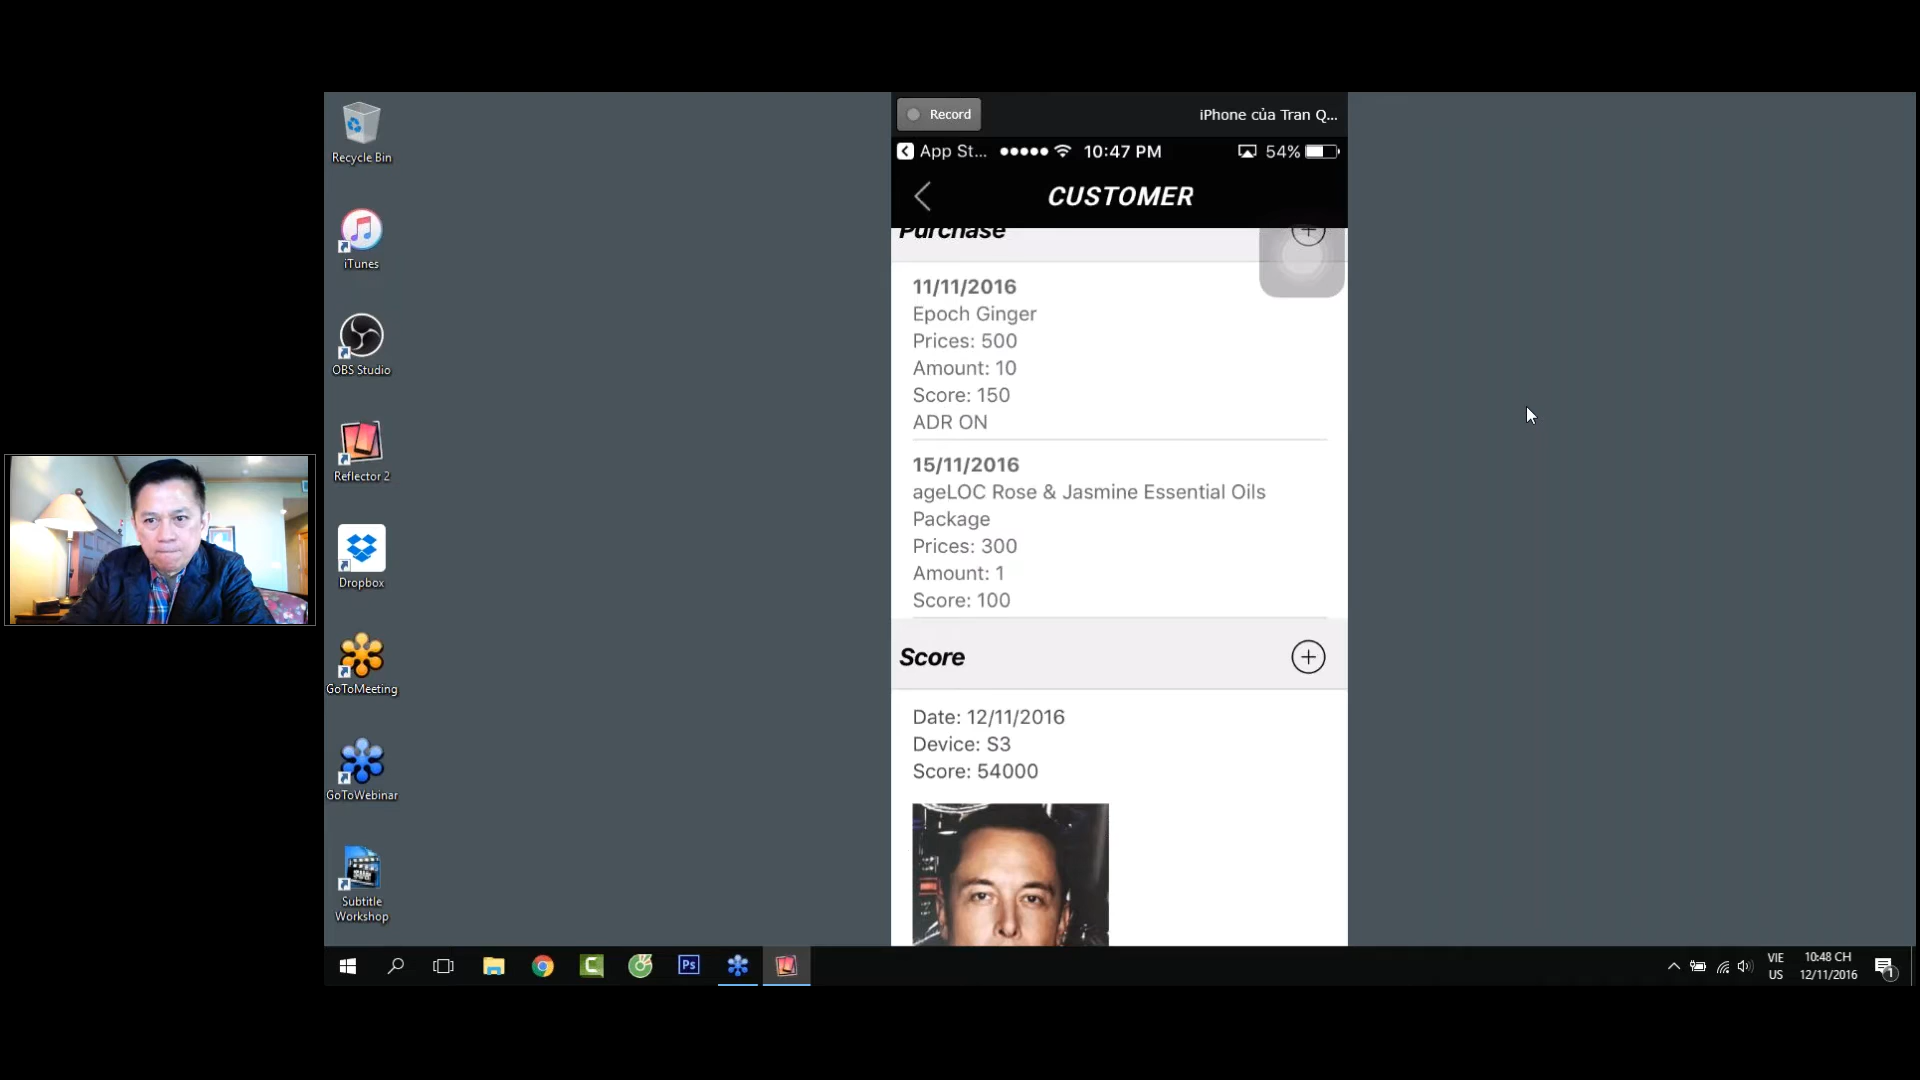 Record
iPhone của Tran Q...
App St...
10:47 PM
54%
CUSTOMER
Purchase
11/11/2016
Epoch Ginger
Prices: 500
Amount: 10
Score: 150
ADR ON
15/11/2016
ageLOC Rose & Jasmine Essential Oils
Package
Prices: 300
Amount: 1
Score: 100
Score
Date: 12/11/2016
Device: S3
Score: 54000
Recycle Bin
iTunes
OBS Studio
Reflector 2
Dropbox
GoToMeeting
GoToWebinar
Subtitle
Workshop
Ps
VIE
US
10:48 CH
12/11/2016
1